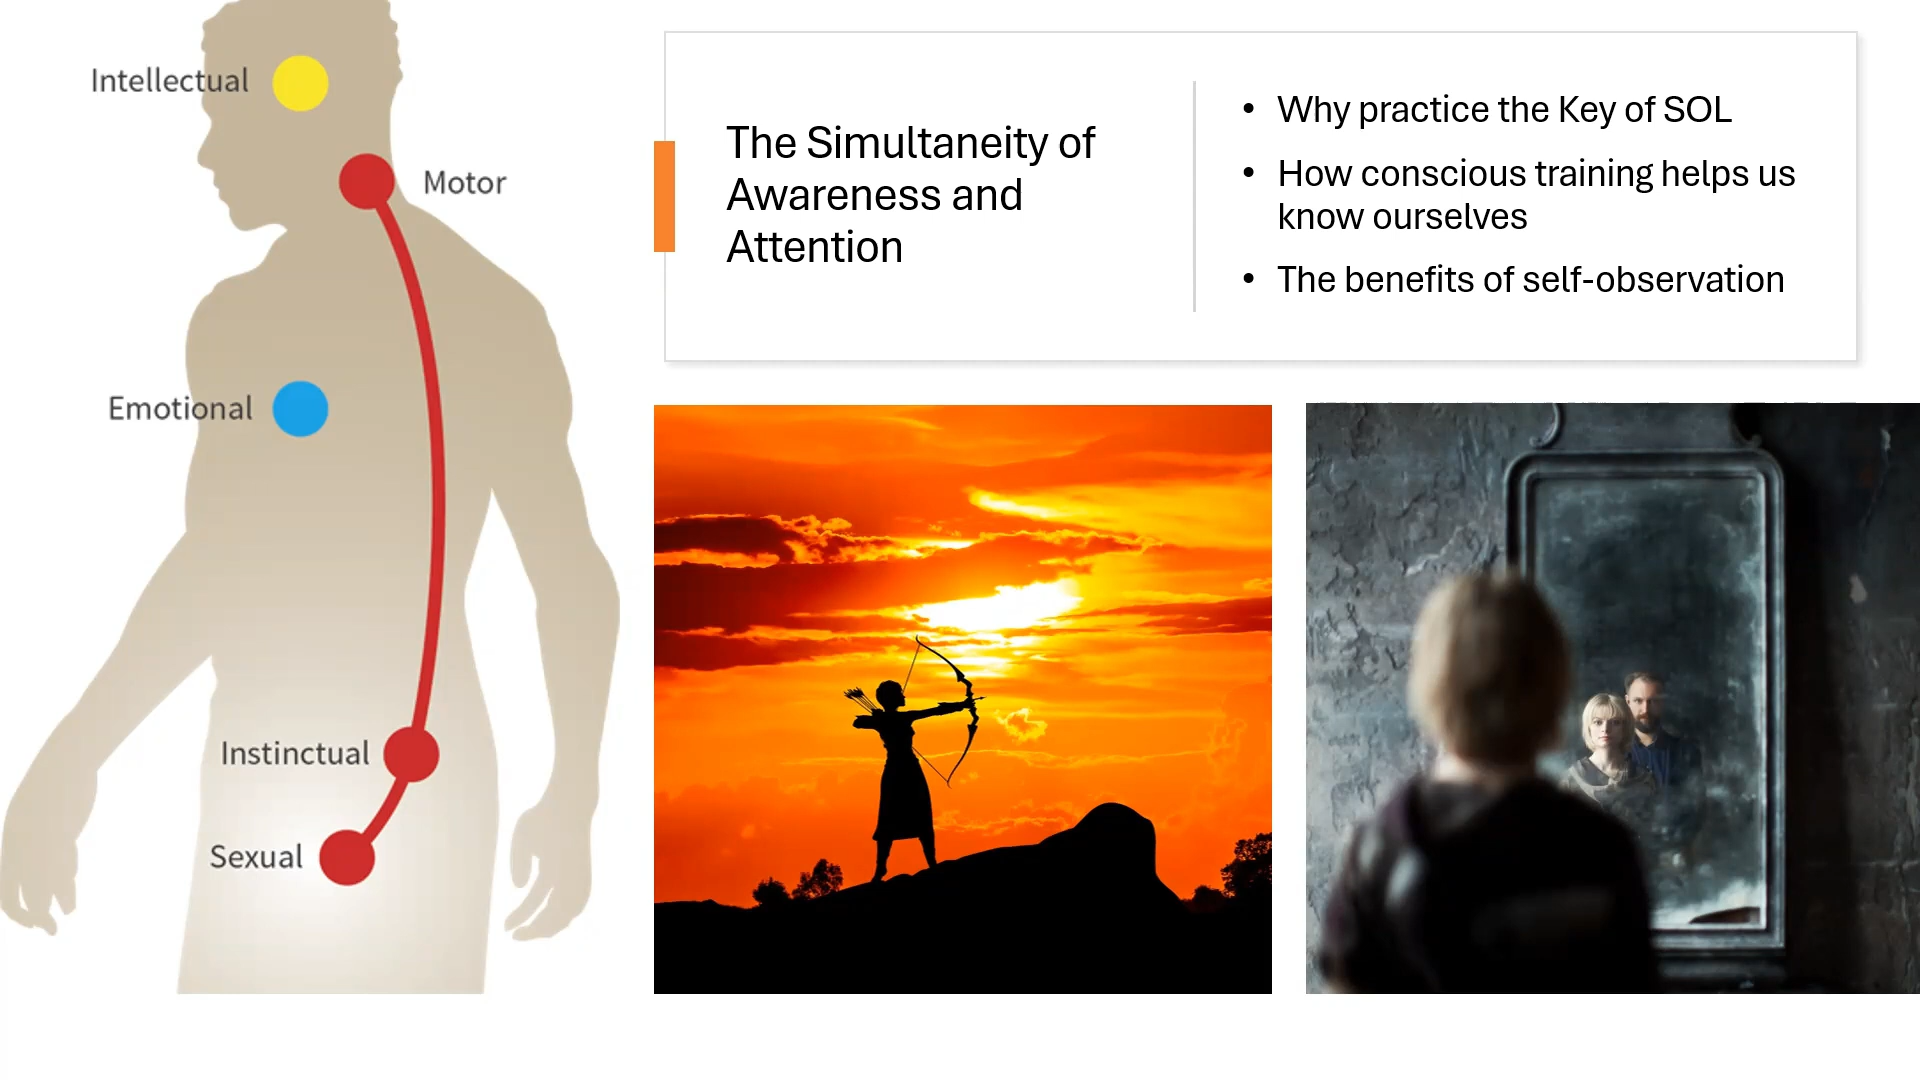 Intellectual
Motor
Emotional
Instinctual
Sexual
The Simultaneity of
Awareness and
Attention
• Why practice the Key of SOL
• How conscious training helps us
know ourselves
• The benefits of self-observation